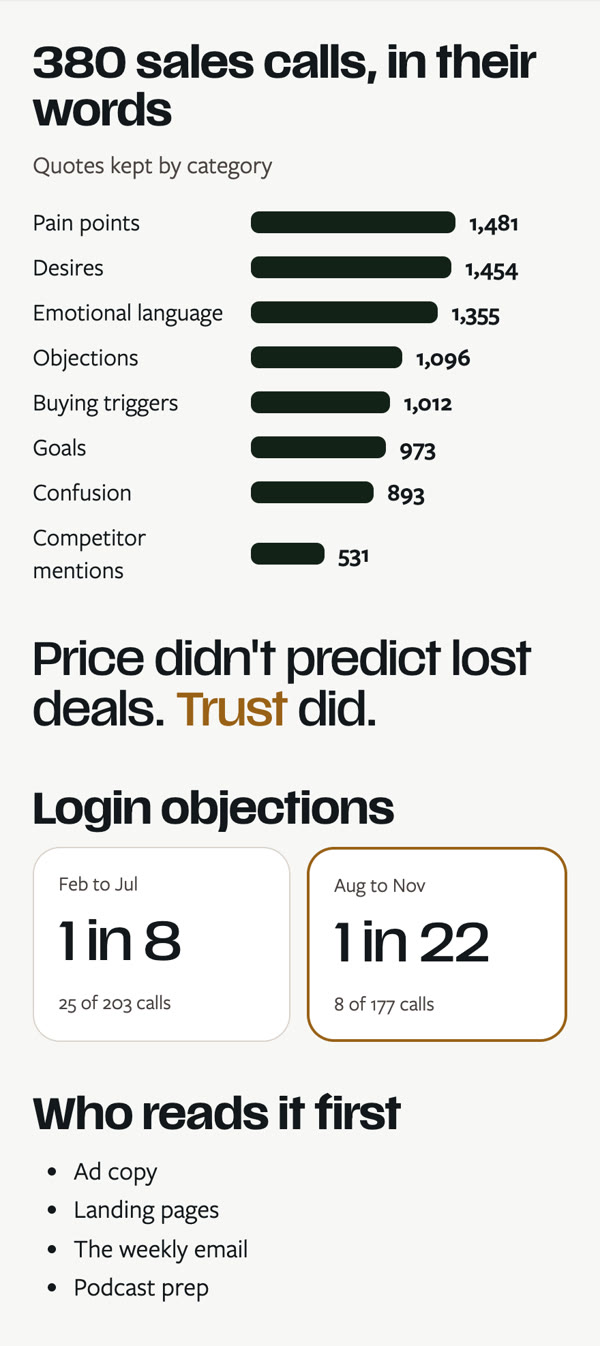 380 sales calls, in their
words
Quotes kept by category
Pain points 1,481
Desires 1,454
Emotional language 1,355
Objections 1,096
Buying triggers 1,012
Goals 973
Confusion 893
Competitor
mentions 531
Price didn't predict lost
deals. Trust did.
Login objections
Feb to Jul
1 in 8
25 of 203 calls
Aug to Nov
1 in 22
8 of 177 calls
Who reads it first
• Ad copy
• Landing pages
• The weekly email
• Podcast prep